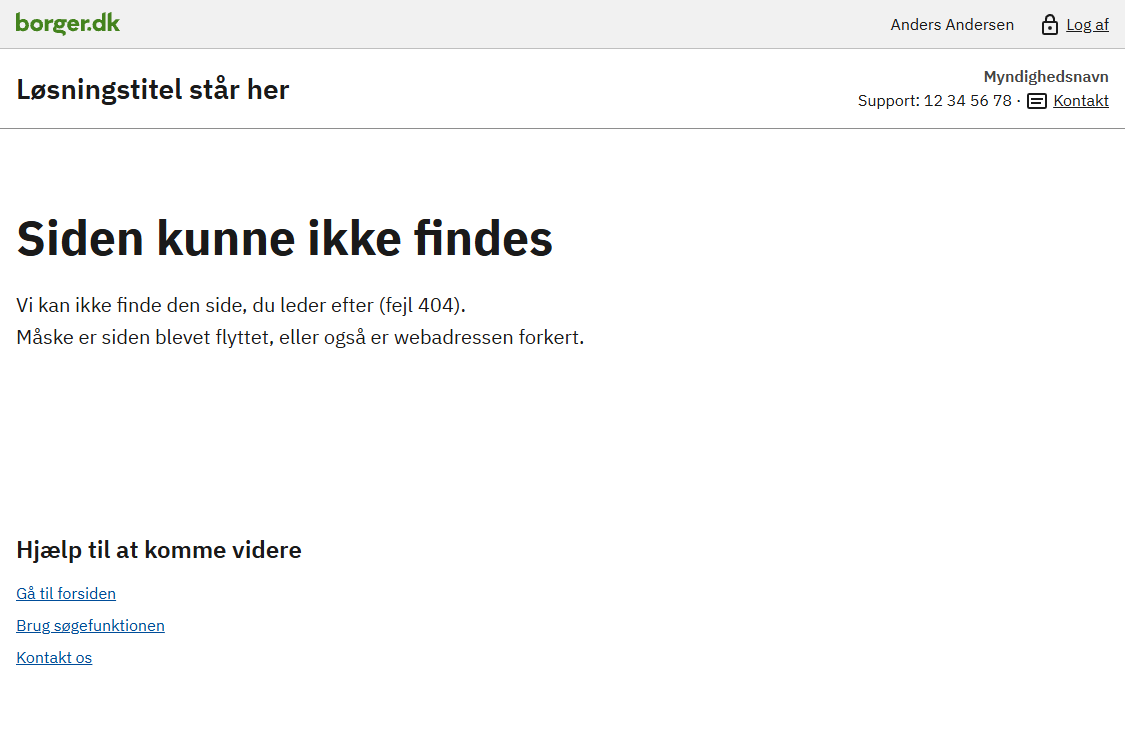 borger.dk
Anders Andersen
Log af
Løsningstitel står her
Myndighedsnavn
Support: 12 34 56 78 · Kontakt
Siden kunne ikke findes
Vi kan ikke finde den side, du leder efter (fejl 404).
Måske er siden blevet flyttet, eller også er webadressen forkert.
Hjælp til at komme videre
Gå til forsiden
Brug søgefunktionen
Kontakt os